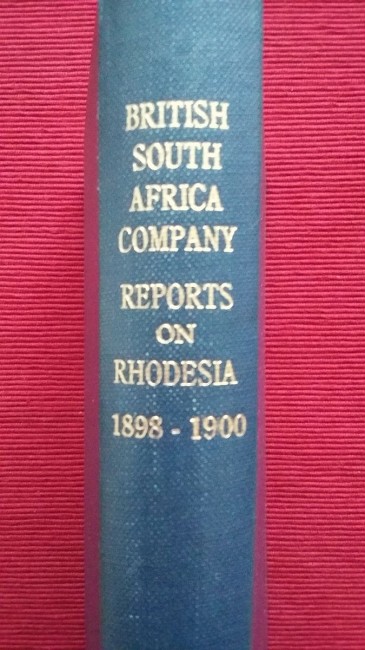 BRITISH
SOUTH
AFRICA
COMPANY
REPORTS
ON
RHODESIA
1898 - 1900